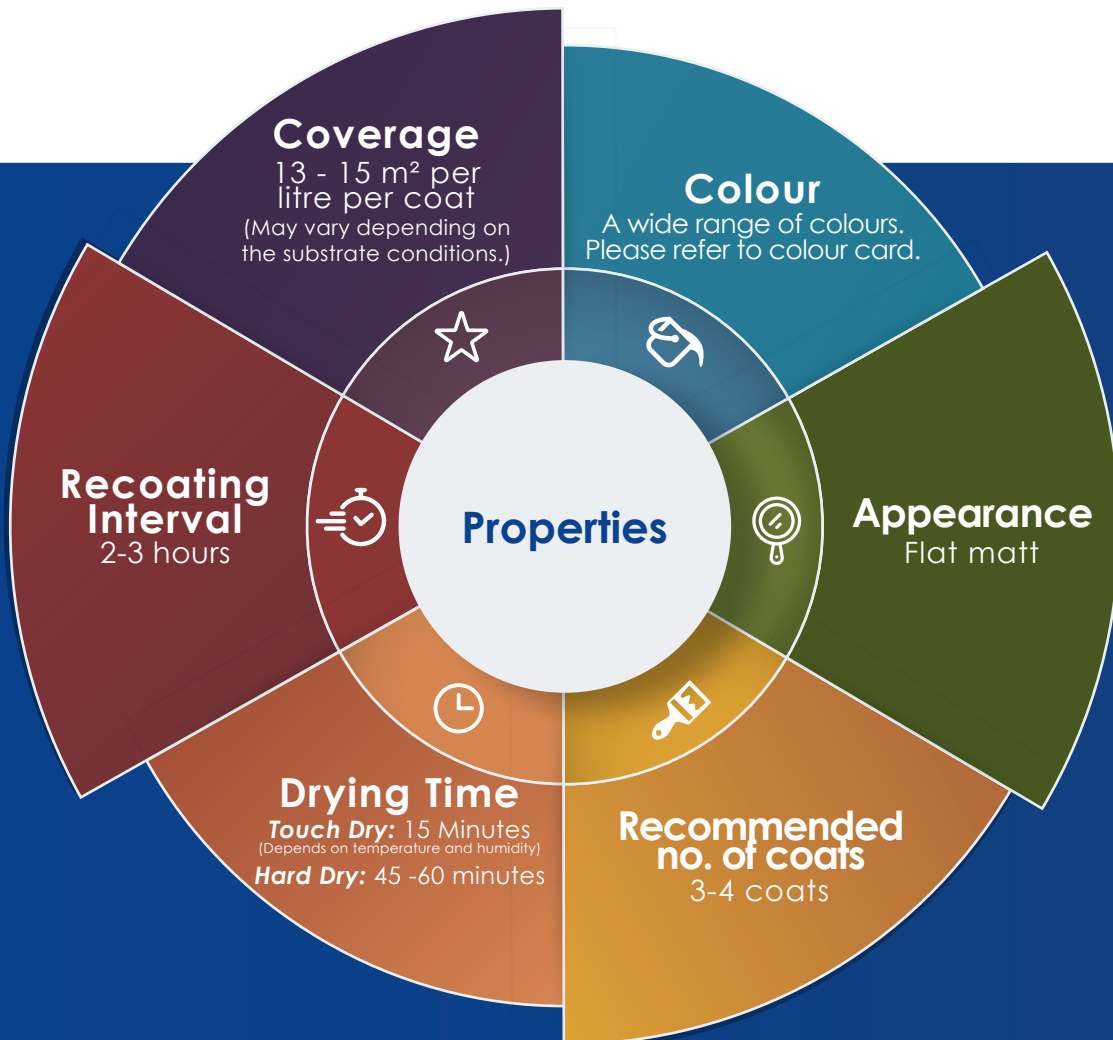 Coverage
13 - 15 m² per
litre per coat
(May vary depending on
the substrate conditions.)
Colour
A wide range of colours.
Please refer to colour card.
Recoating
Interval
2-3 hours
Properties
Appearance
Flat matt
Drying Time
Touch Dry: 15 Minutes
(Depends on temperature and humidity)
Hard Dry: 45 -60 minutes
Recommended
no. of coats
3-4 coats